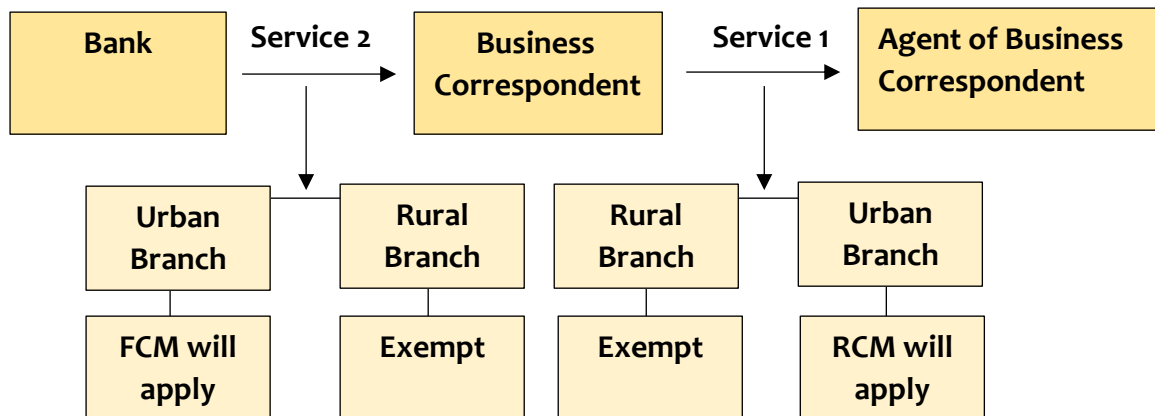 Bank
Service 2
Business
Correspondent
Service 1
Agent of Business
Correspondent
Urban
Branch
Rural
Branch
Rural
Branch
Urban
Branch
FCM will
apply
Exempt
Exempt
RCM will
apply